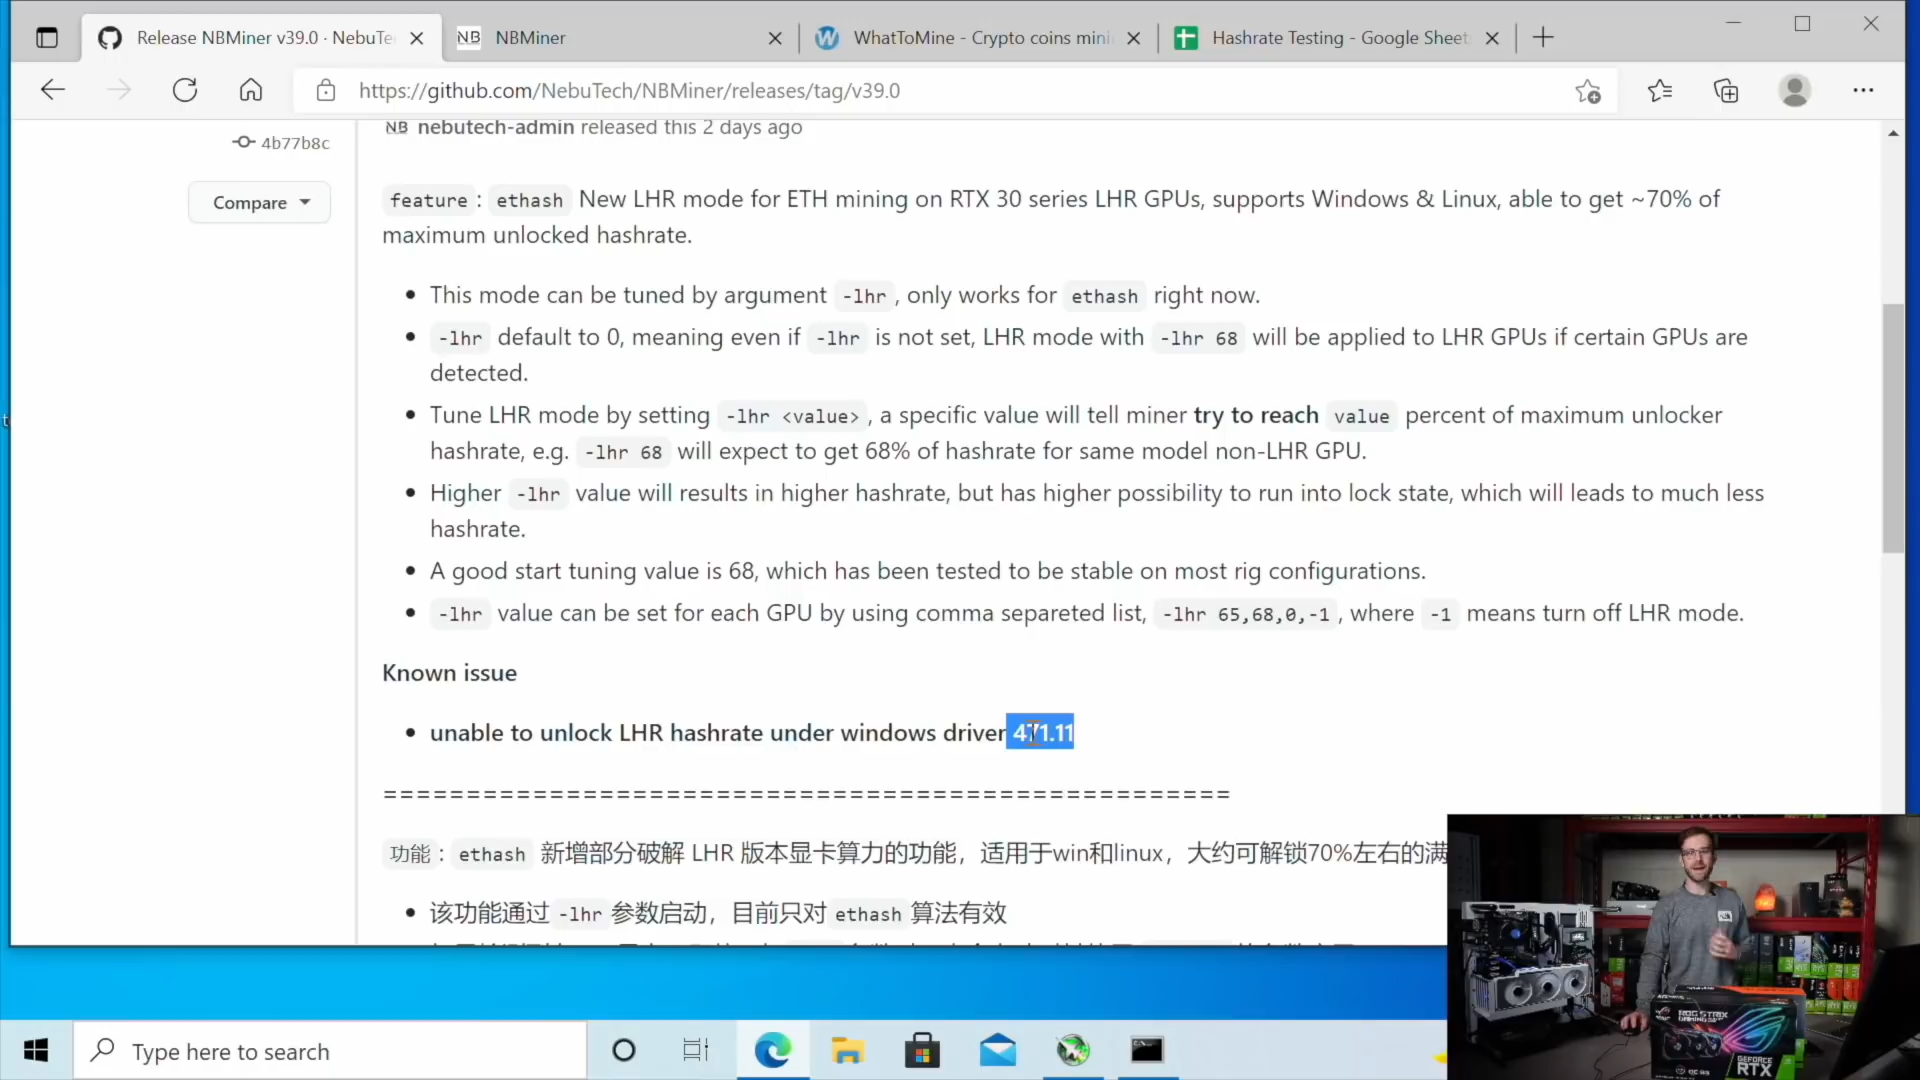 Release NBMiner v39.0 · NebuTe
NB NBMiner
WhatToMine - Crypto coins mini
Hashrate Testing - Google Sheet
https://github.com/NebuTech/NBMiner/releases/tag/v39.0
NB nebutech-admin released this 2 days ago
4b77b8c
Compare
feature : ethash New LHR mode for ETH mining on RTX 30 series LHR GPUs, supports Windows & Linux, able to get ~70% of
maximum unlocked hashrate.
• This mode can be tuned by argument -lhr , only works for ethash right now.
• -lhr default to 0, meaning even if -lhr is not set, LHR mode with -lhr 68 will be applied to LHR GPUs if certain GPUs are
detected.
• Tune LHR mode by setting -lhr <value> , a specific value will tell miner try to reach value percent of maximum unlocker
hashrate, e.g. -lhr 68 will expect to get 68% of hashrate for same model non-LHR GPU.
• Higher -lhr value will results in higher hashrate, but has higher possibility to run into lock state, which will leads to much less
hashrate.
• A good start tuning value is 68, which has been tested to be stable on most rig configurations.
• -lhr value can be set for each GPU by using comma separeted list, -lhr 65,68,0,-1 , where -1 means turn off LHR mode.
Known issue
• unable to unlock LHR hashrate under windows driver 471.11
====================================================
功能 : ethash 新增部分破解 LHR 版本显卡算力的功能，适用于win和linux，大约可解锁70%左右的满
• 该功能通过 -lhr 参数启动，目前只对 ethash 算法有效
ROG STRIX
GEFORCE
RTX
Type here to search